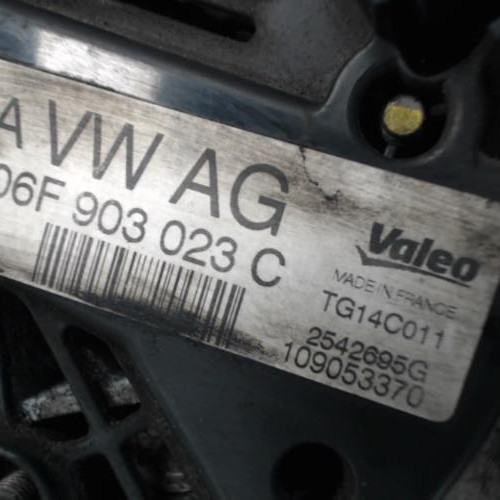 A VW AG
06F 903 023 C
Valeo
MADE IN FRANCE
TG14C011
2542695G
109053370